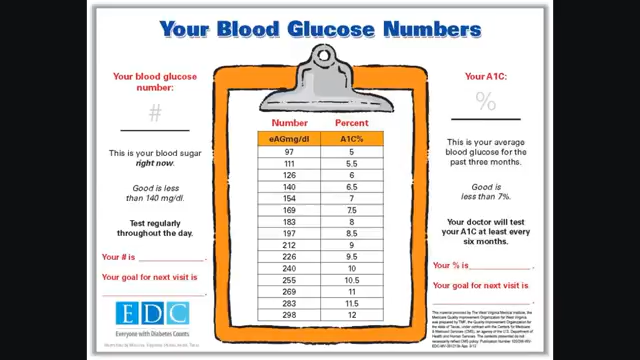 Your Blood Glucose Numbers
Your blood glucose
number:
#
This is your blood sugar
right now.
Good is less
than 140 mg/dl.
Test regularly
throughout the day.
Your # is
Your goal for next visit is
.
EDC
Everyone with Diabetes Counts
Number Percent
eAGmg/dl A1C%
97 5
111 5.5
126 6
140 6.5
154 7
169 7.5
183 8
197 8.5
212 9
226 9.5
240 10
255 10.5
269 11
283 11.5
298 12
Your A1C:
%
This is your average
blood glucose for the
past three months.
Good is
less than 7%.
Your doctor will test
your A1C at least every
six months.
Your % is .
Your goal for next visit is
.